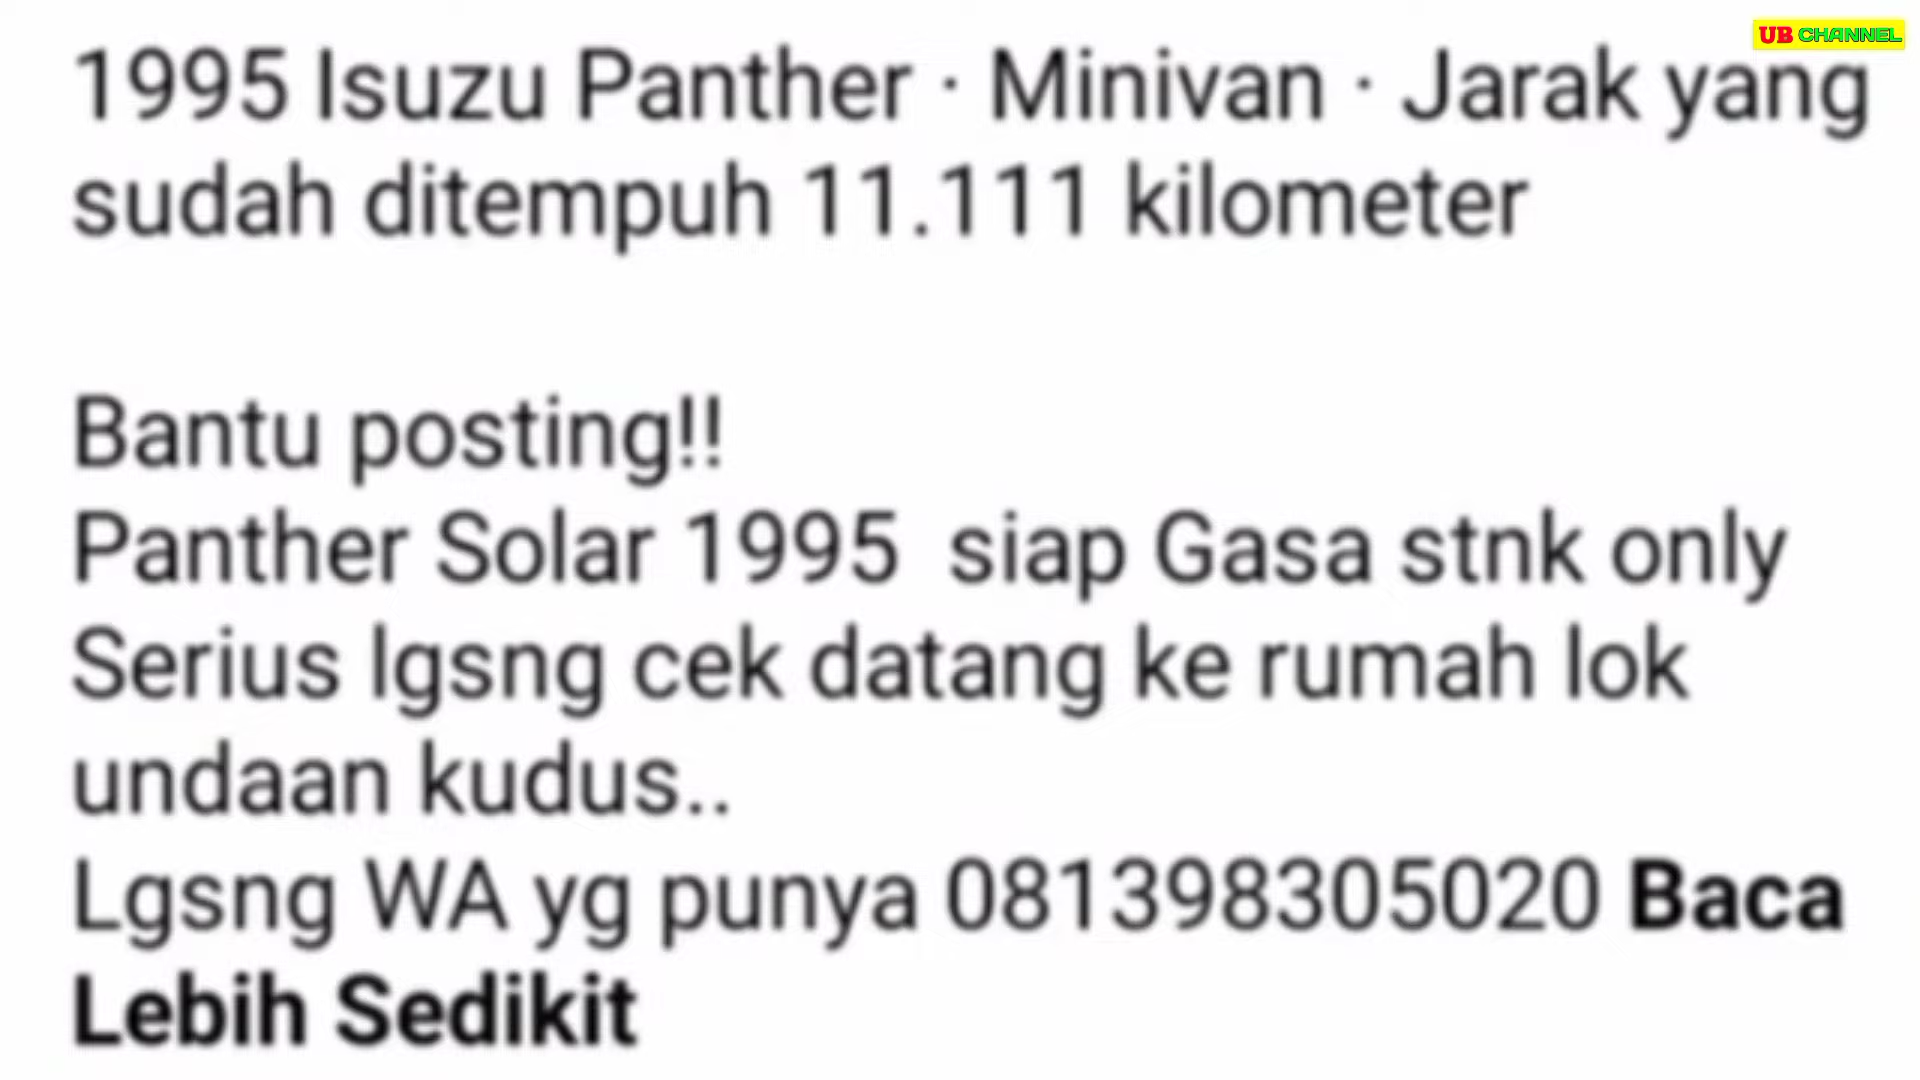 UB CHANNEL
1995 Isuzu Panther · Minivan · Jarak yang
sudah ditempuh 11.111 kilometer
Bantu posting!!
Panther Solar 1995  siap Gasa stnk only
Serius lgsng cek datang ke rumah lok
undaan kudus..
Lgsng WA yg punya 081398305020 Baca
Lebih Sedikit